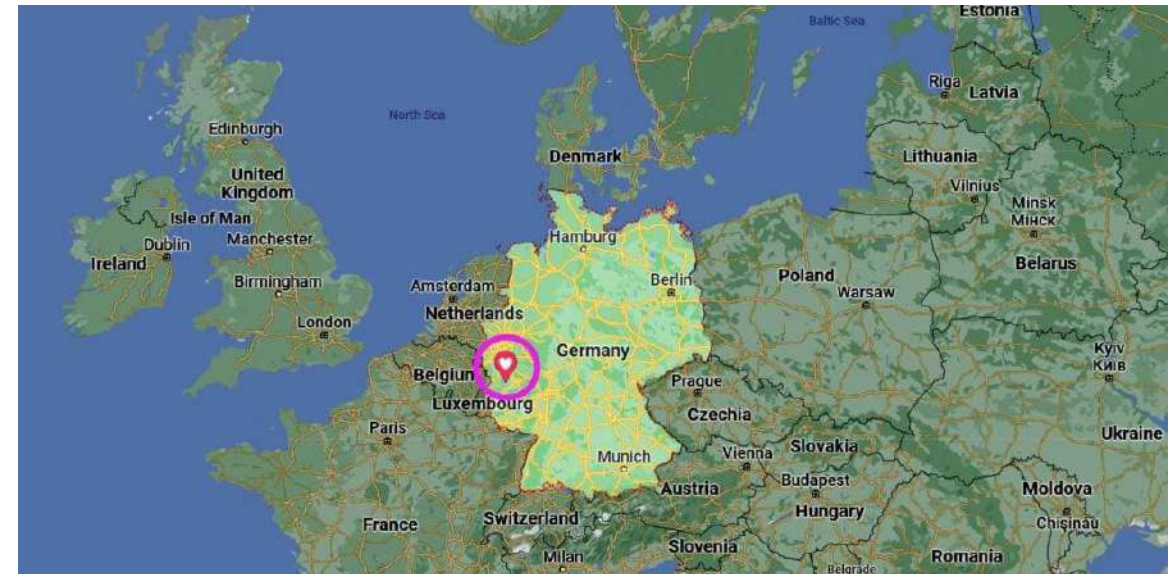 Estonia
Baltic Sea
Riga
Latvia
North Sea
Edinburgh
Denmark
Lithuania
United
Kingdom
Vilnius
Minsk
Мінск
Isle of Man
Dublin
Manchester
Hamburg
Ireland
Belarus
Birmingham
Amsterdam
Berlin
Poland
Warsaw
Netherlands
London
Germany
Kyiv
Київ
Belgium
Prague
Luxembourg
Czechia
Paris
Ukraine
Slovakia
Munich
Vienna
Budapest
Austria
Moldova
Hungary
France
Switzerland
Chișinău
Slovenia
Milan
Romania
Belgrade